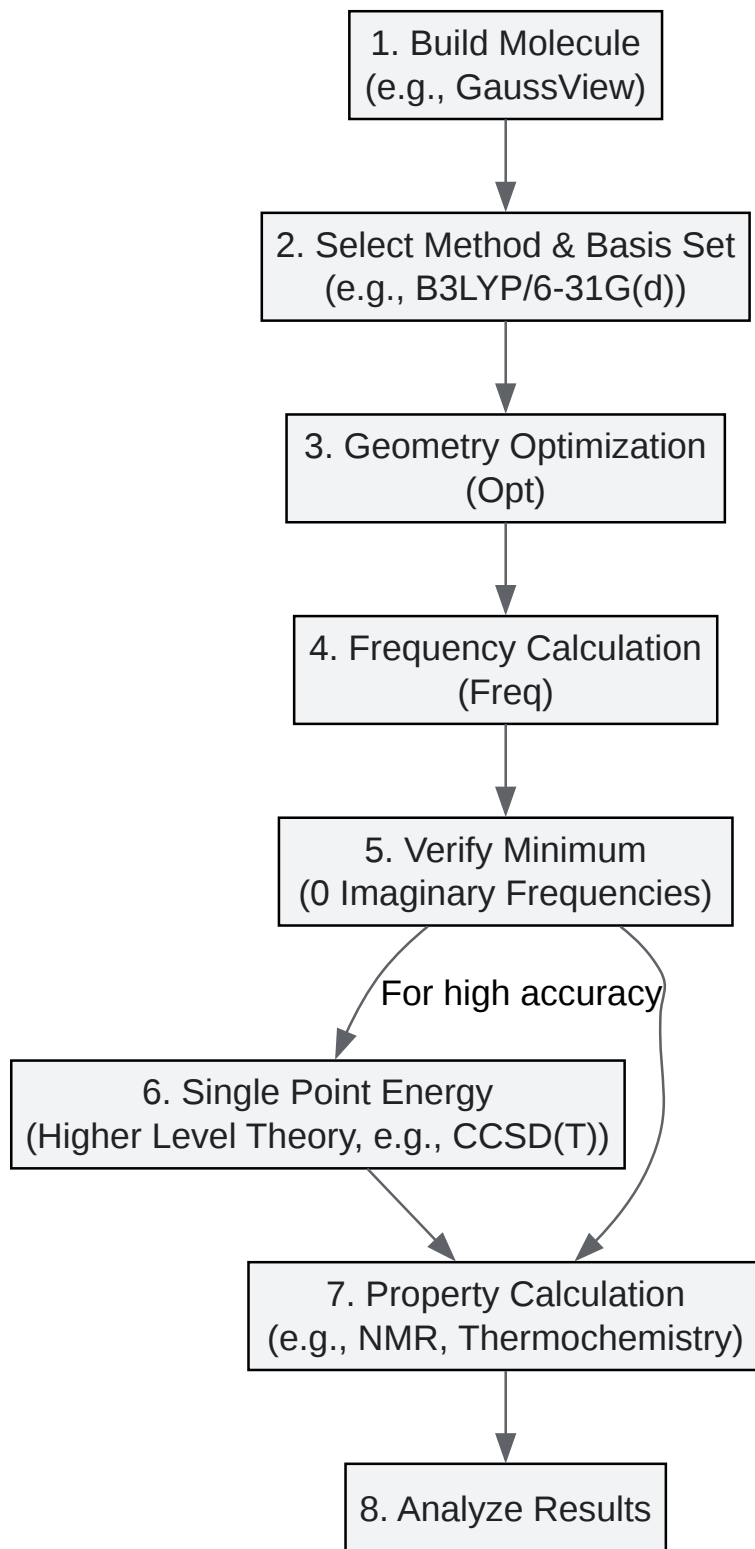 1. Build Molecule
(e.g., GaussView)
2. Select Method & Basis Set
(e.g., B3LYP/6-31G(d))
3. Geometry Optimization
(Opt)
4. Frequency Calculation
(Freq)
5. Verify Minimum
(0 Imaginary Frequencies)
For high accuracy
6. Single Point Energy
(Higher Level Theory, e.g., CCSD(T))
7. Property Calculation
(e.g., NMR, Thermochemistry)
8. Analyze Results